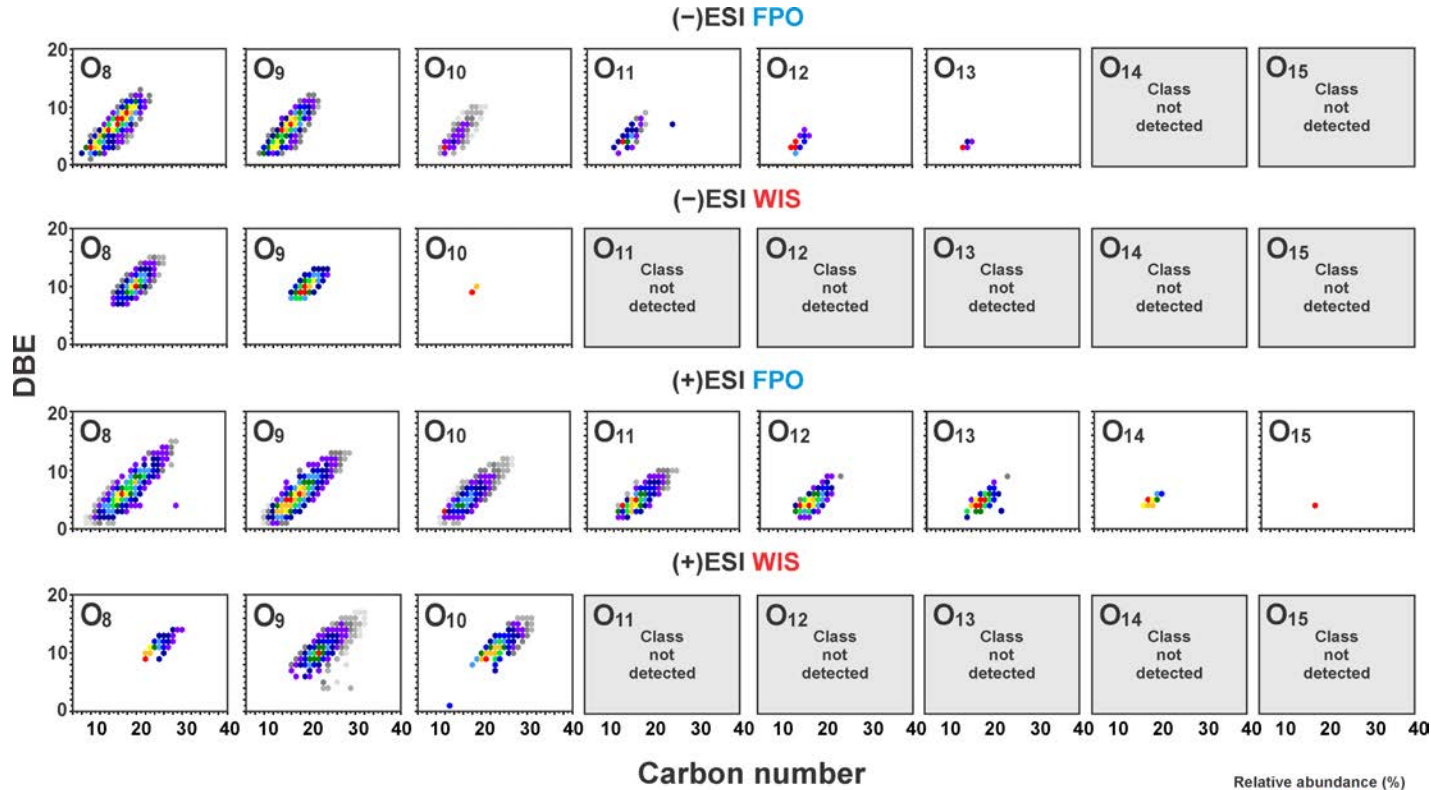 (−)ESI FPO
20
10
0
O₈
O₉
O₁₀
O₁₁
O₁₂
O₁₃
O₁₄
Class
not
detected
O₁₅
Class
not
detected
(−)ESI WIS
20
10
0
O₈
O₉
O₁₀
O₁₁
Class
not
detected
O₁₂
Class
not
detected
O₁₃
Class
not
detected
O₁₄
Class
not
detected
O₁₅
Class
not
detected
DBE
(+)ESI FPO
20
10
0
O₈
O₉
O₁₀
O₁₁
O₁₂
O₁₃
O₁₄
O₁₅
(+)ESI WIS
20
10
0
O₈
O₉
O₁₀
O₁₁
Class
not
detected
O₁₂
Class
not
detected
O₁₃
Class
not
detected
O₁₄
Class
not
detected
O₁₅
Class
not
detected
10 20 30 40 10 20 30 40 10 20 30 40 10 20 30 40 10 20 30 40 10 20 30 40 10 20 30 40 10 20 30 40
Carbon number
Relative abundance (%)